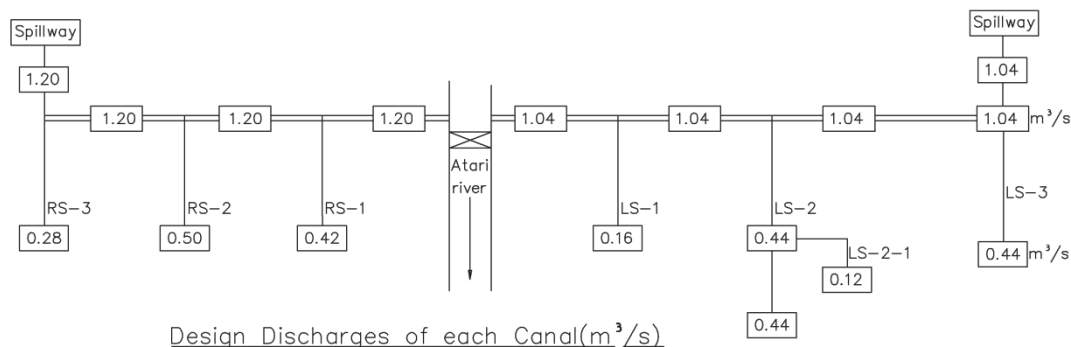 Spillway
Spillway
1.20
1.04
1.20 1.20 1.20 1.04 1.04 1.04 1.04 m³/s
Atari
river
RS-3 RS-2 RS-1 LS-1 LS-2 LS-3
0.28 0.50 0.42 0.16 0.44
LS-2-1
0.44 m³/s
0.12
0.44
Design Discharges of each Canal(m³/s)